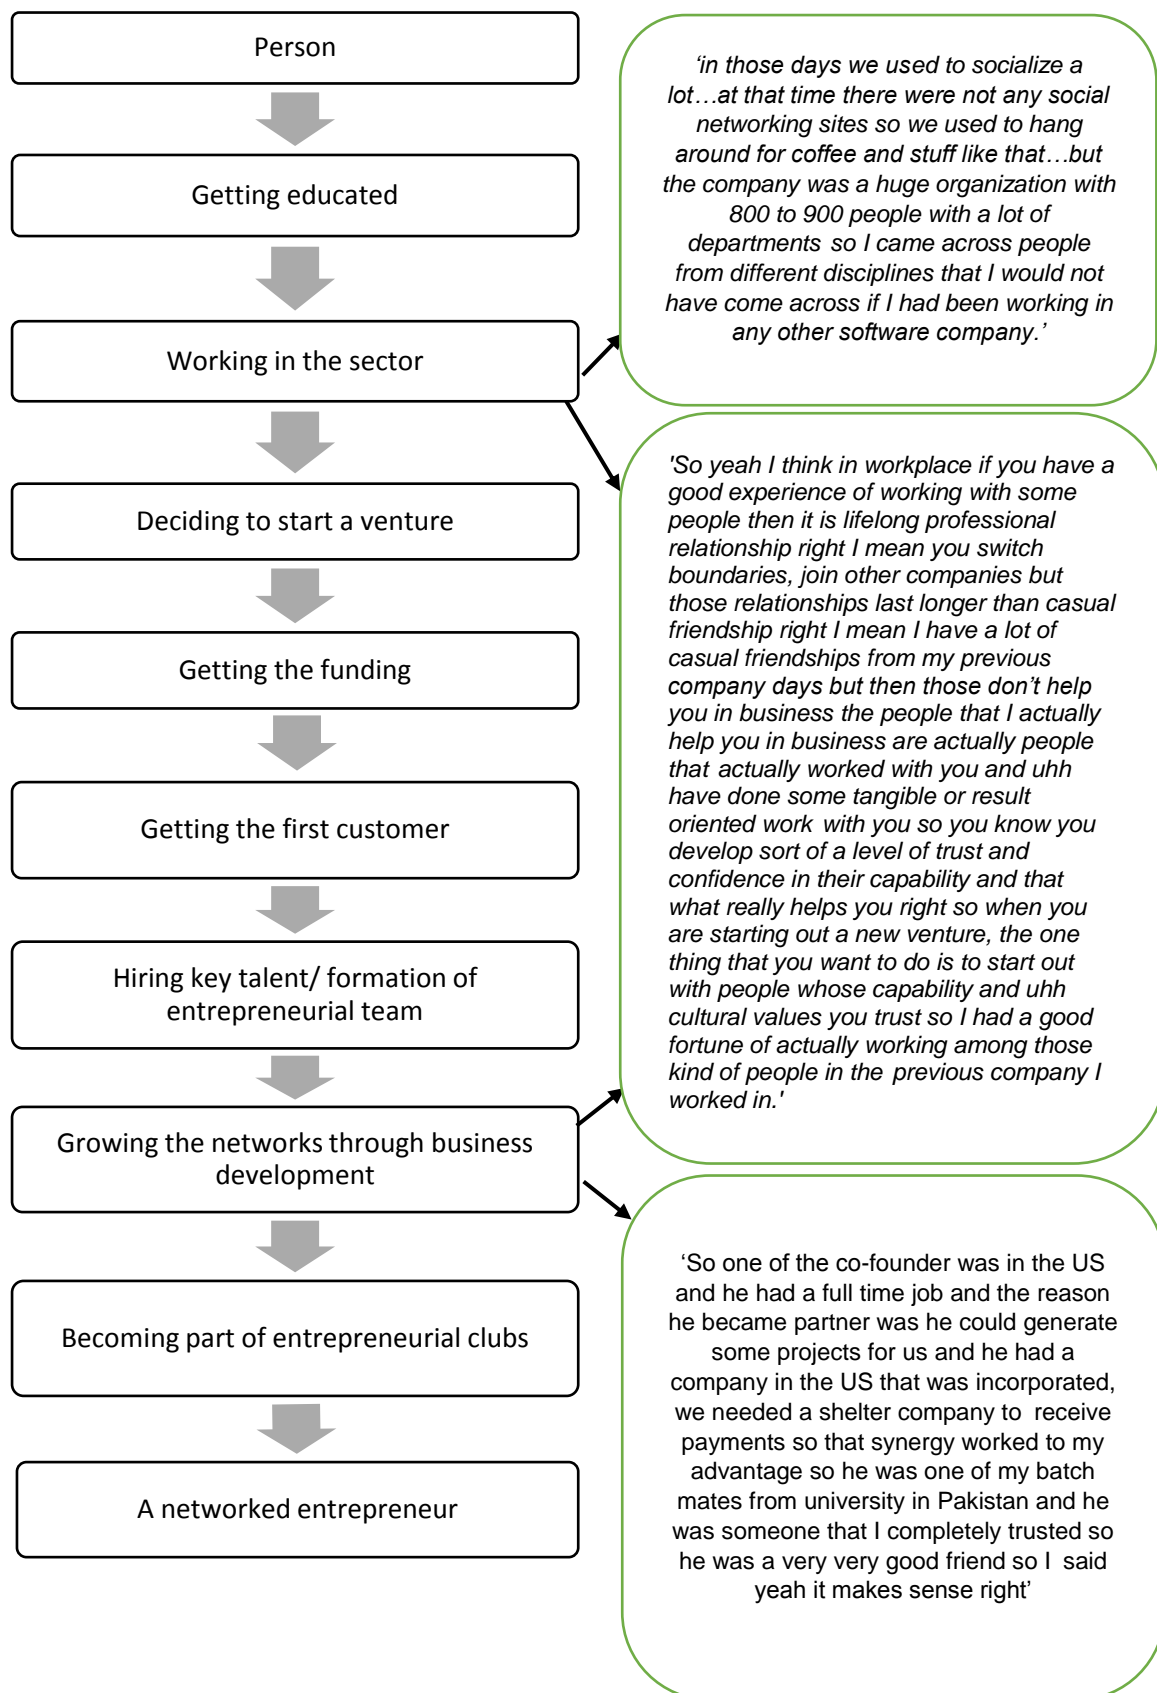 Person
Getting educated
Working in the sector
Deciding to start a venture
Getting the funding
Getting the first customer
Hiring key talent/ formation of
entrepreneurial team
Growing the networks through business
development
Becoming part of entrepreneurial clubs
A networked entrepreneur
‘in those days we used to socialize a
lot…at that time there were not any social
networking sites so we used to hang
around for coffee and stuff like that…but
the company was a huge organization with
800 to 900 people with a lot of
departments so I came across people
from different disciplines that I would not
have come across if I had been working in
any other software company.’
'So yeah I think in workplace if you have a
good experience of working with some
people then it is lifelong professional
relationship right I mean you switch
boundaries, join other companies but
those relationships last longer than casual
friendship right I mean I have a lot of
casual friendships from my previous
company days but then those don’t help
you in business the people that I actually
help you in business are actually people
that actually worked with you and uhh
have done some tangible or result
oriented work with you so you know you
develop sort of a level of trust and
confidence in their capability and that
what really helps you right so when you
are starting out a new venture, the one
thing that you want to do is to start out
with people whose capability and uhh
cultural values you trust so I had a good
fortune of actually working among those
kind of people in the previous company I
worked in.'
‘So one of the co-founder was in the US
and he had a full time job and the reason
he became partner was he could generate
some projects for us and he had a
company in the US that was incorporated,
we needed a shelter company to receive
payments so that synergy worked to my
advantage so he was one of my batch
mates from university in Pakistan and he
was someone that I completely trusted so
he was a very very good friend so I said
yeah it makes sense right’